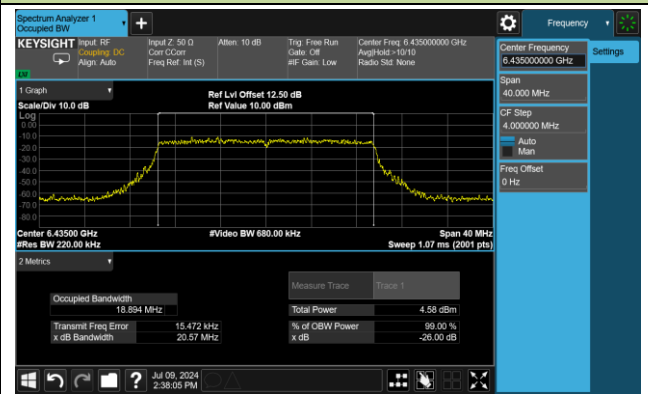 Spectrum Analyzer 1
Occupied BW
+
Frequency
KEYSIGHT
Input: RF
Coupling: DC
Align: Auto
Input Z: 50 Ω
Corr CCorr
Freq Ref: Int (S)
Atten: 10 dB
Trig: Free Run
Gate: Off
#IF Gain: Low
Center Freq: 6.435000000 GHz
Avg|Hold:>10/10
Radio Std: None
Center Frequency
6.435000000 GHz
Settings
Span
40.000 MHz
CF Step
4.000000 MHz
Auto
Man
Freq Offset
0 Hz
1 Graph
Scale/Div 10.0 dB
Ref Lvl Offset 12.50 dB
Ref Value 10.00 dBm
Log
0.00
-10.0
-20.0
-30.0
-40.0
-50.0
-60.0
-70.0
-80.0
Center 6.43500 GHz
#Res BW 220.00 kHz
#Video BW 680.00 kHz
Span 40 MHz
Sweep 1.07 ms (2001 pts)
2 Metrics
Measure Trace
Trace 1
Occupied Bandwidth
18.894 MHz
Total Power
4.58 dBm
Transmit Freq Error
15.472 kHz
% of OBW Power
99.00 %
x dB Bandwidth
20.57 MHz
x dB
-26.00 dB
?
Jul 09, 2024
2:38:05 PM